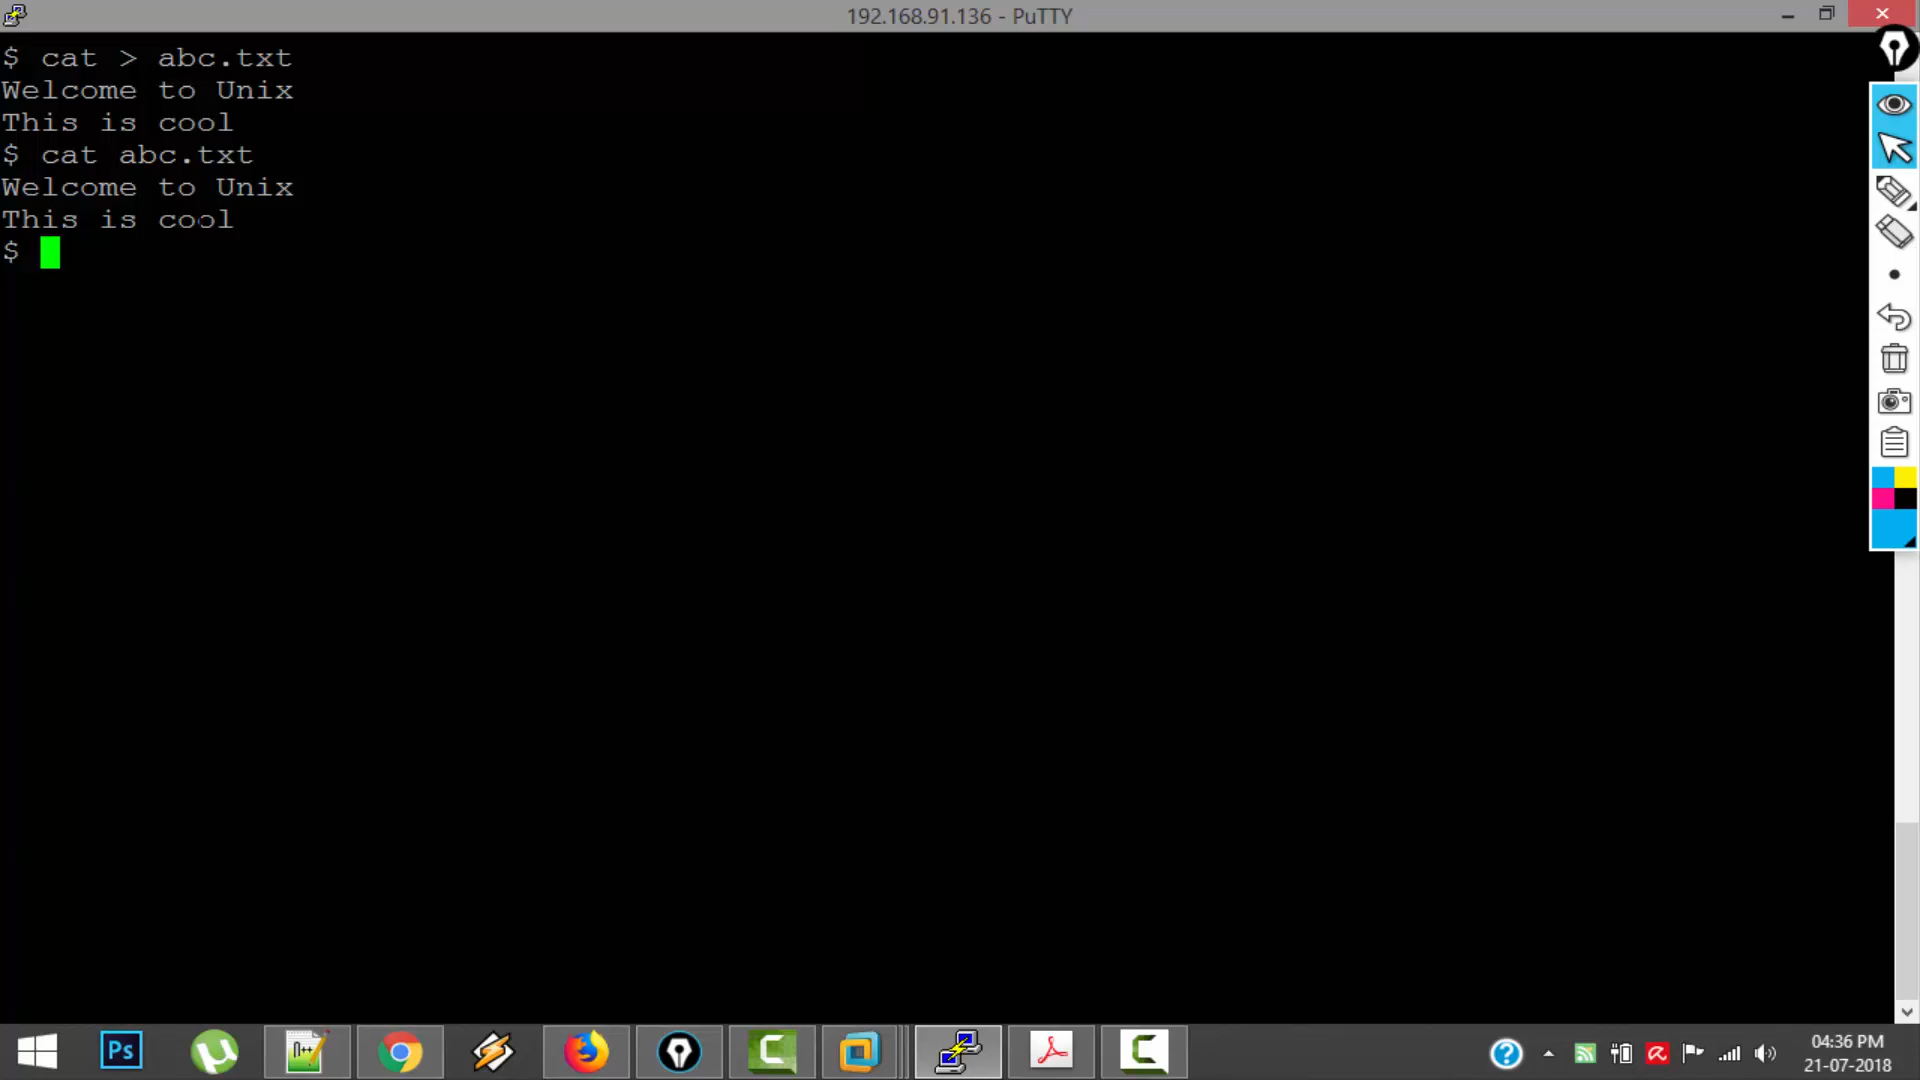 192.168.91.136 - PuTTY
$ cat > abc.txt
Welcome to Unix
This is cool
$ cat abc.txt
Welcome to Unix
This is cool
$
Ps
04:36 PM
21-07-2018